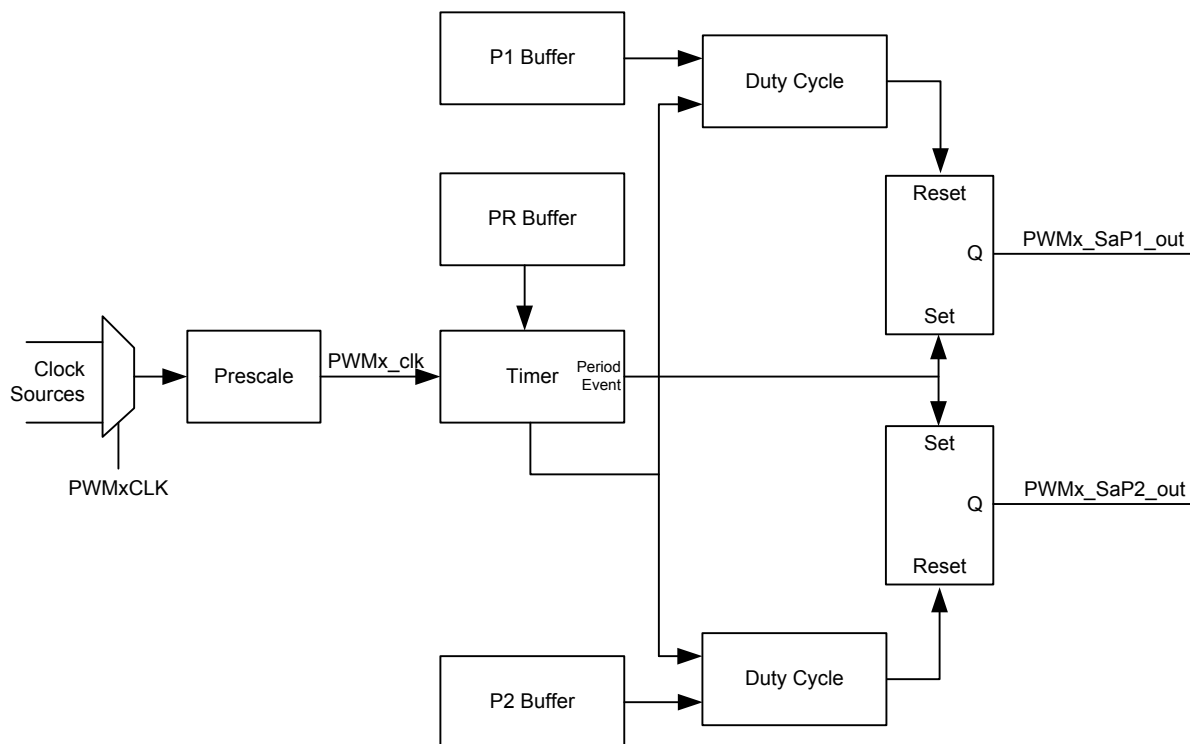 P1 Buffer
Duty Cycle
PR Buffer
Reset
Q
PWMx_SaP1_out
Set
Clock
Sources
Prescale
PWMx_clk
Timer
Period
Event
PWMxCLK
Set
Q
PWMx_SaP2_out
Reset
P2 Buffer
Duty Cycle